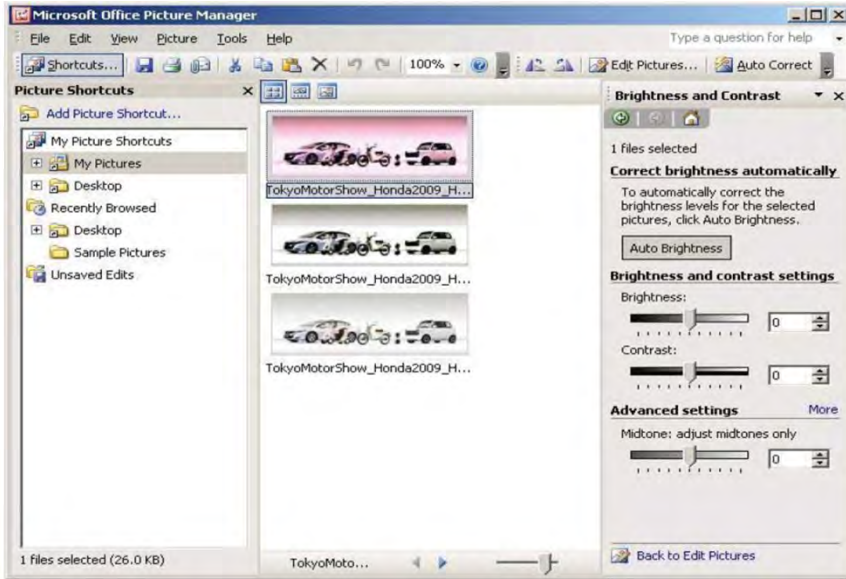 Microsoft Office Picture Manager
File Edit View Picture Tools Help Type a question for help
Shortcuts... 100% Edit Pictures... Auto Correct
Picture Shortcuts
Add Picture Shortcut...
My Picture Shortcuts
My Pictures
Desktop
Recently Browsed
Desktop
Sample Pictures
Unsaved Edits
1 files selected (26.0 KB)
TokyoMotorShow_Honda2009_H...
TokyoMotorShow_Honda2009_H...
TokyoMotorShow_Honda2009_H...
TokyoMoto...
Brightness and Contrast
1 files selected
Correct brightness automatically
To automatically correct the
brightness levels for the selected
pictures, click Auto Brightness.
Auto Brightness
Brightness and contrast settings
Brightness:
0
Contrast:
0
Advanced settings More
Midtone: adjust midtones only
0
Back to Edit Pictures